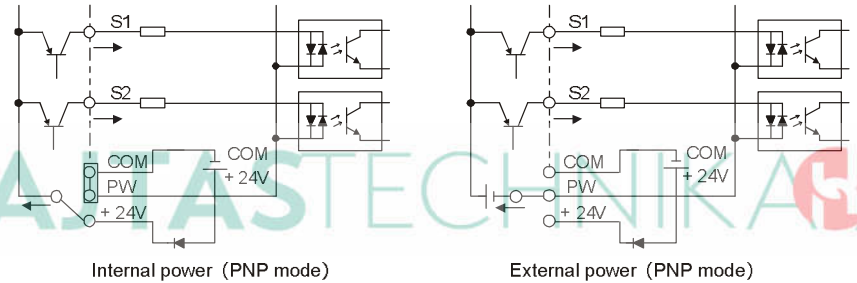 S1
S2
COM
PW
+ 24V
COM
+ 24V
Internal power (PNP mode)
S1
S2
COM
PW
+ 24V
COM
+ 24V
External power (PNP mode)
AJTASTECHNIKA